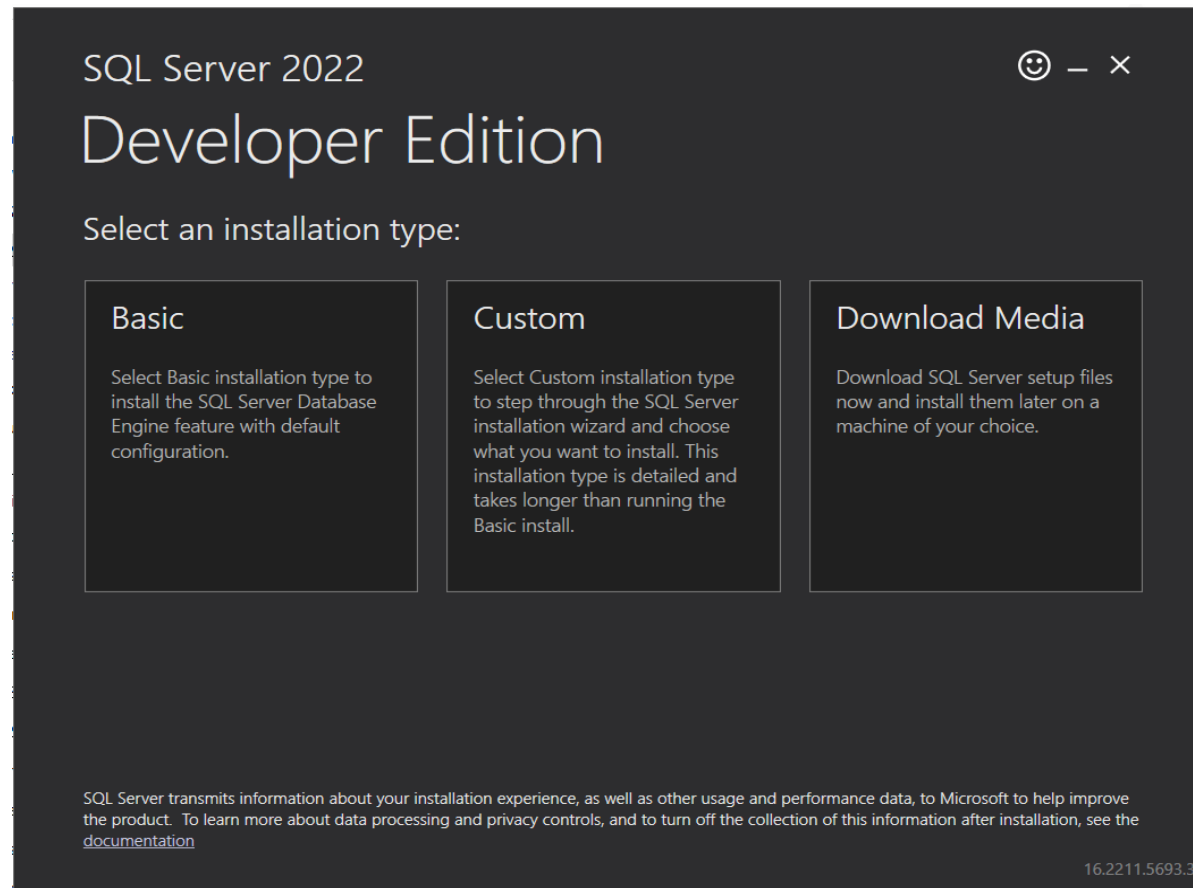 SQL Server 2022
Developer Edition
Select an installation type:
Basic
Select Basic installation type to
install the SQL Server Database
Engine feature with default
configuration.
Custom
Select Custom installation type
to step through the SQL Server
installation wizard and choose
what you want to install. This
installation type is detailed and
takes longer than running the
Basic install.
Download Media
Download SQL Server setup files
now and install them later on a
machine of your choice.
SQL Server transmits information about your installation experience, as well as other usage and performance data, to Microsoft to help improve
the product.  To learn more about data processing and privacy controls, and to turn off the collection of this information after installation, see the
documentation
16.2211.5693.3